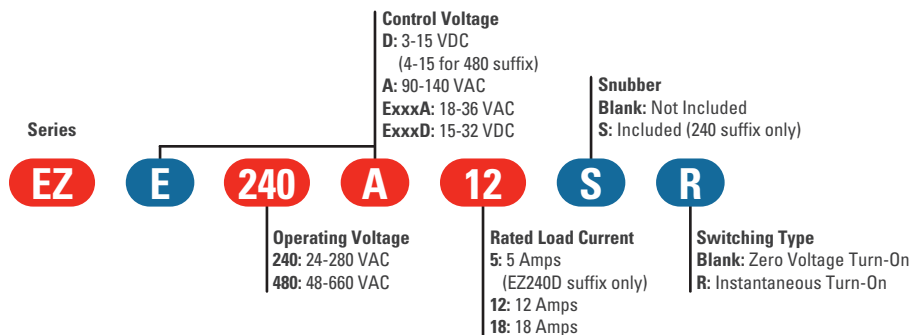 Control Voltage
D: 3-15 VDC
(4-15 for 480 suffix)
A: 90-140 VAC
ExxxA: 18-36 VAC
ExxxD: 15-32 VDC
Snubber
Blank: Not Included
S: Included (240 suffix only)
Series
EZ E 240 A 12 S R
Operating Voltage
240: 24-280 VAC
480: 48-660 VAC
Rated Load Current
5: 5 Amps
(EZ240D suffix only)
12: 12 Amps
18: 18 Amps
Switching Type
Blank: Zero Voltage Turn-On
R: Instantaneous Turn-On